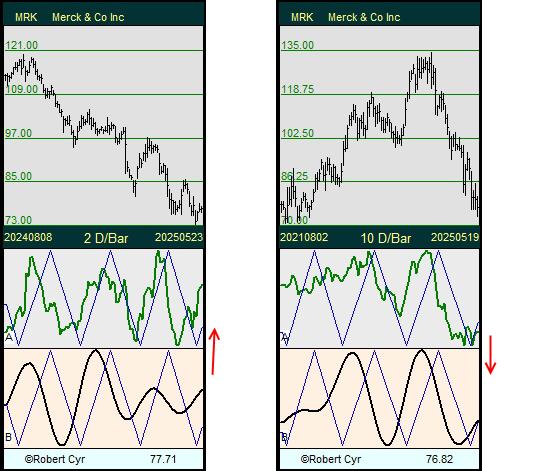 MRK Merck & Co Inc
121.00
109.00
97.00
85.00
73.00
20240808 2 D/Bar 20250523
A
B
©Robert Cyr 77.71
MRK Merck & Co Inc
135.00
118.75
102.50
86.25
70.00
20210802 10 D/Bar 20250519
A
B
©Robert Cyr 76.82